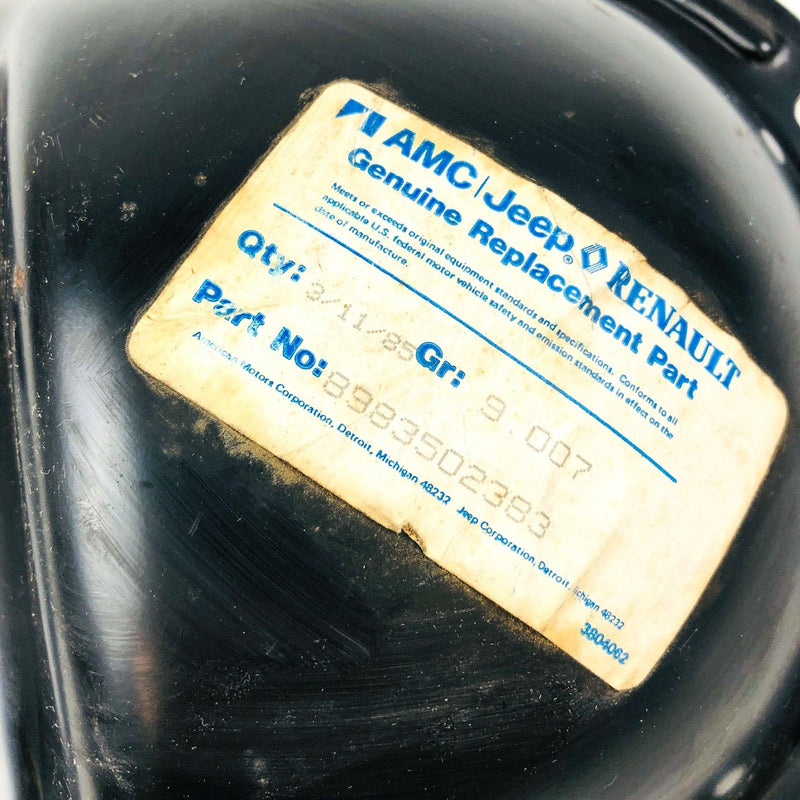 AMC | Jeep® RENAULT
Genuine Replacement Part
Meets or exceeds original equipment standards and specifications. Conforms to all
applicable U.S. federal motor vehicle safety and emission standards in effect on the
date of manufacture.
Qty: 3/11/85 Gr: 9.007
Part No: 8983502383
American Motors Corporation, Detroit, Michigan 48232 Jeep Corporation, Detroit, ichigan 48232
3804062